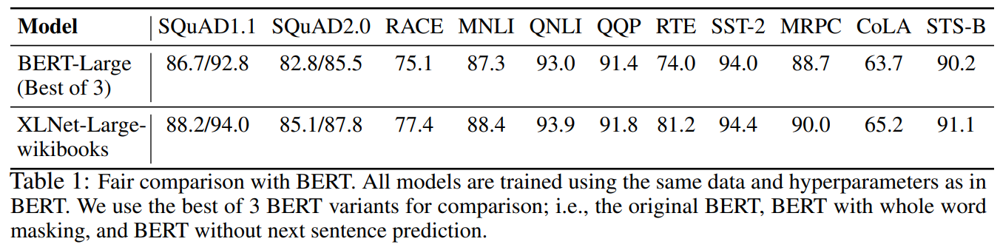 Model SQuAD1.1 SQuAD2.0 RACE MNLI QNLI QQP RTE SST-2 MRPC CoLA STS-B
BERT-Large 86.7/92.8 82.8/85.5 75.1 87.3 93.0 91.4 74.0 94.0 88.7 63.7 90.2
(Best of 3)
XLNet-Large- 88.2/94.0 85.1/87.8 77.4 88.4 93.9 91.8 81.2 94.4 90.0 65.2 91.1
wikibooks
Table 1: Fair comparison with BERT. All models are trained using the same data and hyperparameters as in
BERT. We use the best of 3 BERT variants for comparison; i.e., the original BERT, BERT with whole word
masking, and BERT without next sentence prediction.